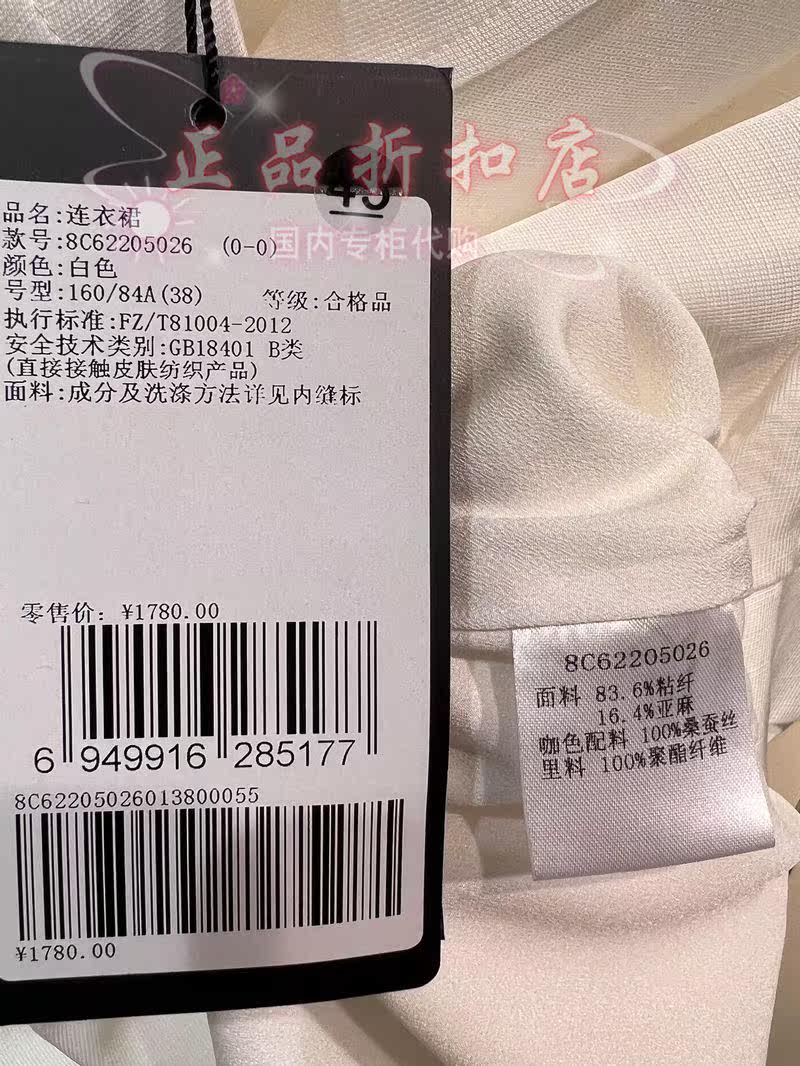 正品折扣店
45
国内专柜代购
品名:连衣裙
款号:8C62205026 (0-0)
颜色:白色
号型:160/84A(38) 等级:合格品
执行标准:FZ/T81004-2012
安全技术类别:GB18401 B类
(直接接触皮肤纺织产品)
面料:成分及洗涤方法详见内缝标
零售价: ¥1780.00
6 949916 285177
8C62205026013800055
¥1780.00
8C62205026
面料 83.6%粘纤
16.4%亚麻
咖色配料 100%桑蚕丝
里料 100%聚酯纤维